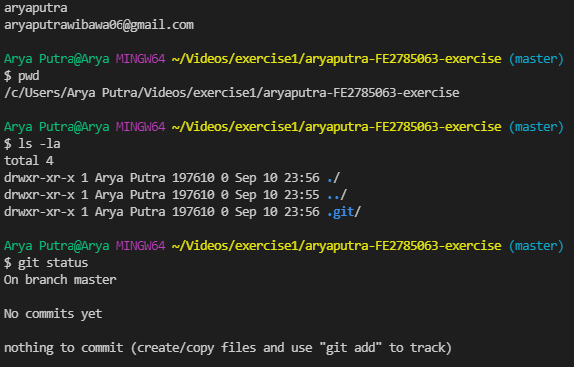 aryaputra
aryaputrawibawa06@gmail.com
Arya Putra@Arya MINGW64 ~/Videos/exercise1/aryaputra-FE2785063-exercise (master)
$ pwd
/c/Users/Arya Putra/Videos/exercise1/aryaputra-FE2785063-exercise
Arya Putra@Arya MINGW64 ~/Videos/exercise1/aryaputra-FE2785063-exercise (master)
$ ls -la
total 4
drwxr-xr-x 1 Arya Putra 197610 0 Sep 10 23:56 ./
drwxr-xr-x 1 Arya Putra 197610 0 Sep 10 23:55 ../
drwxr-xr-x 1 Arya Putra 197610 0 Sep 10 23:56 .git/
Arya Putra@Arya MINGW64 ~/Videos/exercise1/aryaputra-FE2785063-exercise (master)
$ git status
On branch master
No commits yet
nothing to commit (create/copy files and use "git add" to track)